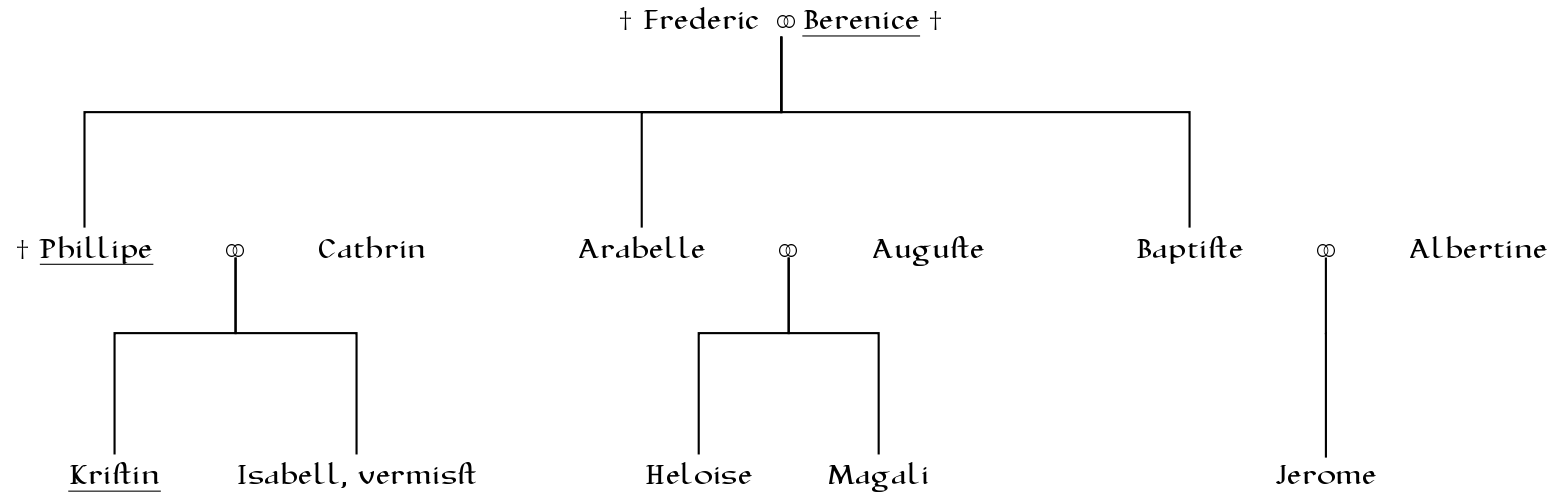 † Frederic ⚭ Berenice †
† Phillipe ⚭ Cathrin Arabelle ⚭ Auguste ⚭ Baptiste ⚭ Albertine
Kristin Isabell, vermisst Heloise Magali Jerome